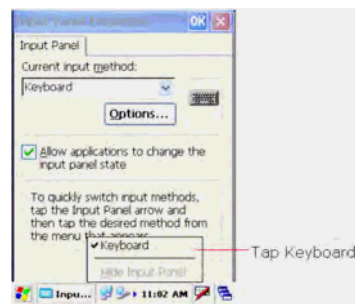 OK
Input Panel
Current input method:
Keyboard
Options...
Allow applications to change the
input panel state
To quickly switch input methods,
tap the Input Panel arrow and
then tap the desired method from
the menu that appears.
Keyboard
Hide Input Panel
Tap Keyboard
Inpu... 11:02 AM